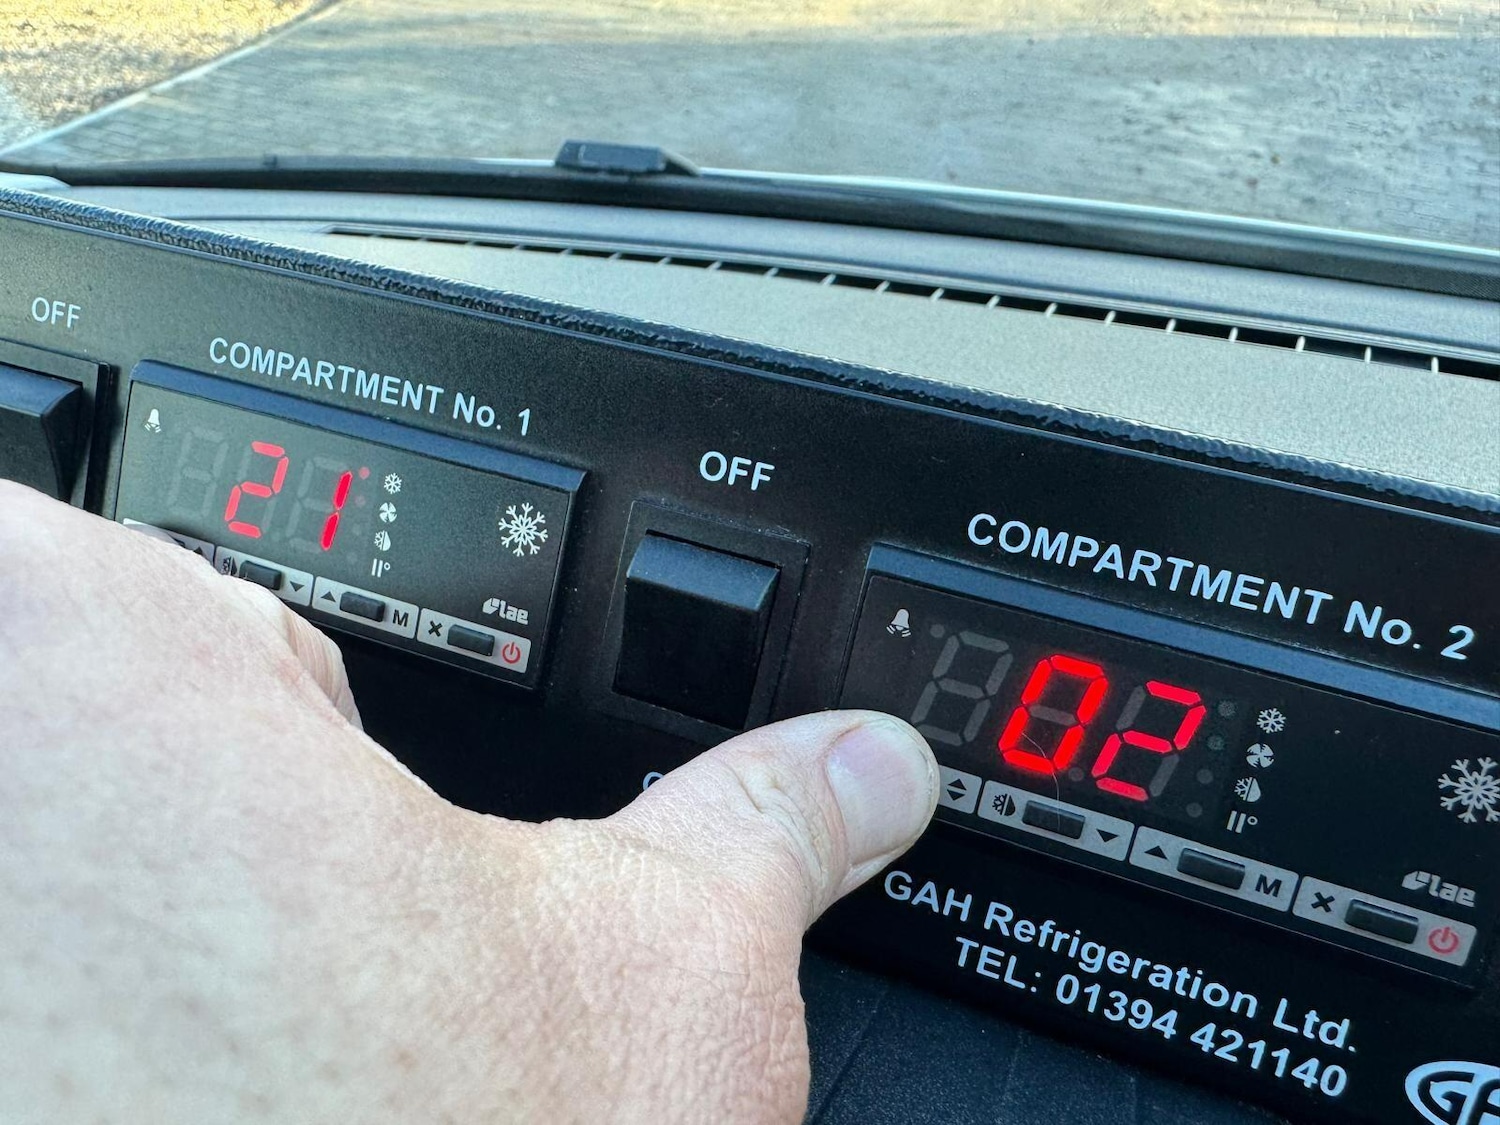 OFF
COMPARTMENT No. 1
21
M
lae
OFF
COMPARTMENT No. 2
02
M
lae
GAH Refrigeration Ltd.
TEL: 01394 421140